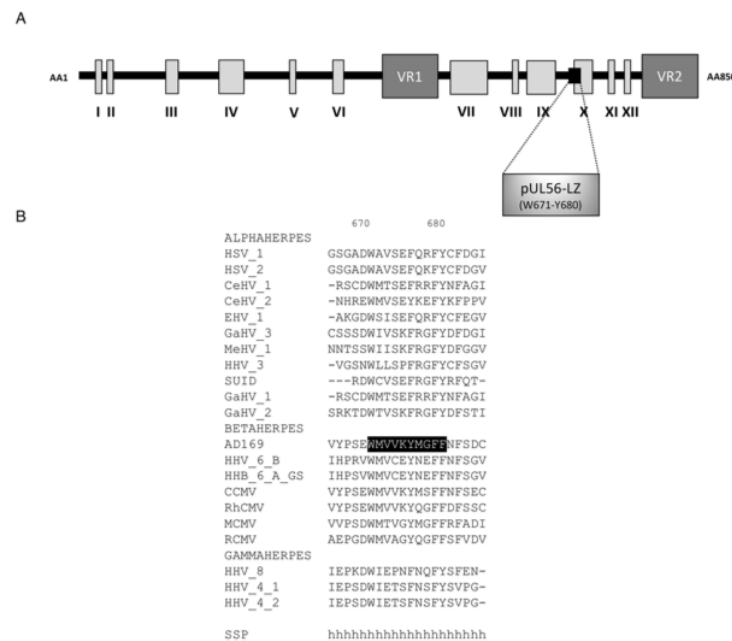 A
AA1
VR1
VR2
AA850
I II III IV V VI VII VIII IX X XI XII
pUL56-LZ
(W671-Y680)
B
670 680
ALPHAHERPES
HSV_1 GSGADWAVSEFQRFYCFDGI
HSV_2 GSGADWAVSEFQKFYCFDGV
CeHV_1 -RSCDWMTSEFRRFYNFAGI
CeHV_2 -NHREWMVSEYKEFYKFPPV
EHV_1 -AKGDWSISEFQRFYCFEGV
GaHV_3 CSSSDWIVSKFRGFYDFDGI
MeHV_1 NNTSSWIISKFRGFYDFGGV
HHV_3 -VGSNWLLSPFRGFYCFSGV
SUID ---RDWCVSEFRGFYRFQT-
GaHV_1 -RSCDWMTSEFRRFYNFAGI
GaHV_2 SRKTDWTVSKFRGFYDFSTI
BETAHERPES
AD169 VYPSEWMVVKYMGFFNFSDC
HHV_6_B IHPRVWMVCEYNEFFNFSGV
HHB_6_A_GS IHPSVWMVCEYNEFFNFSGV
CCMV VYPSEWMVVKYMSFFNFSEC
RhCMV VYPSEWMVVKYQGFFDFSSC
MCMV VVPSDWMTVGYMGFFRFADI
RCMV AEPGDWMVAGYQGFFSFVDV
GAMMAHERPES
HHV_8 IEPKDWIEPNFNQFYSFEN-
HHV_4_1 IEPSDWIETSFNSFYSVPG-
HHV_4_2 IEPSDWIETSFNSFYSVPG-
SSP hhhhhhhhhhhhhhhhhhhh